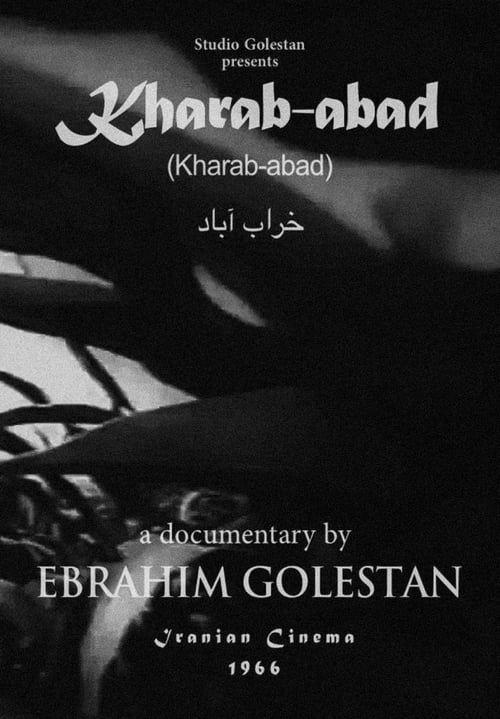 Studio Golestan
presents
Kharab-abad
(Kharab-abad)
خراب آباد
a documentary by
EBRAHIM GOLESTAN
Iranian Cinema
1966